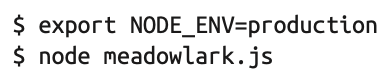 $ export NODE_ENV=production
$ node meadowlark.js